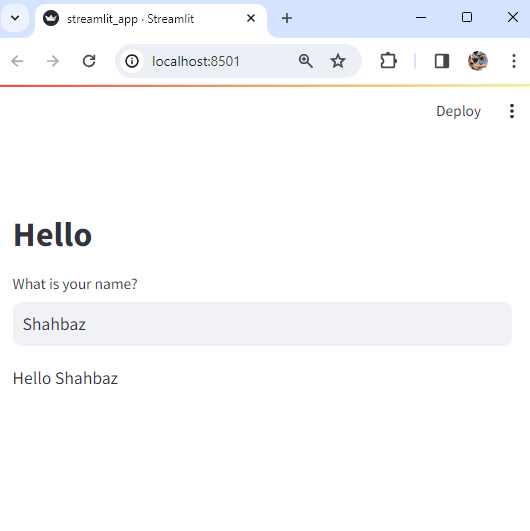 streamlit_app · Streamlit
localhost:8501
Deploy
Hello
What is your name?
Shahbaz
Hello Shahbaz